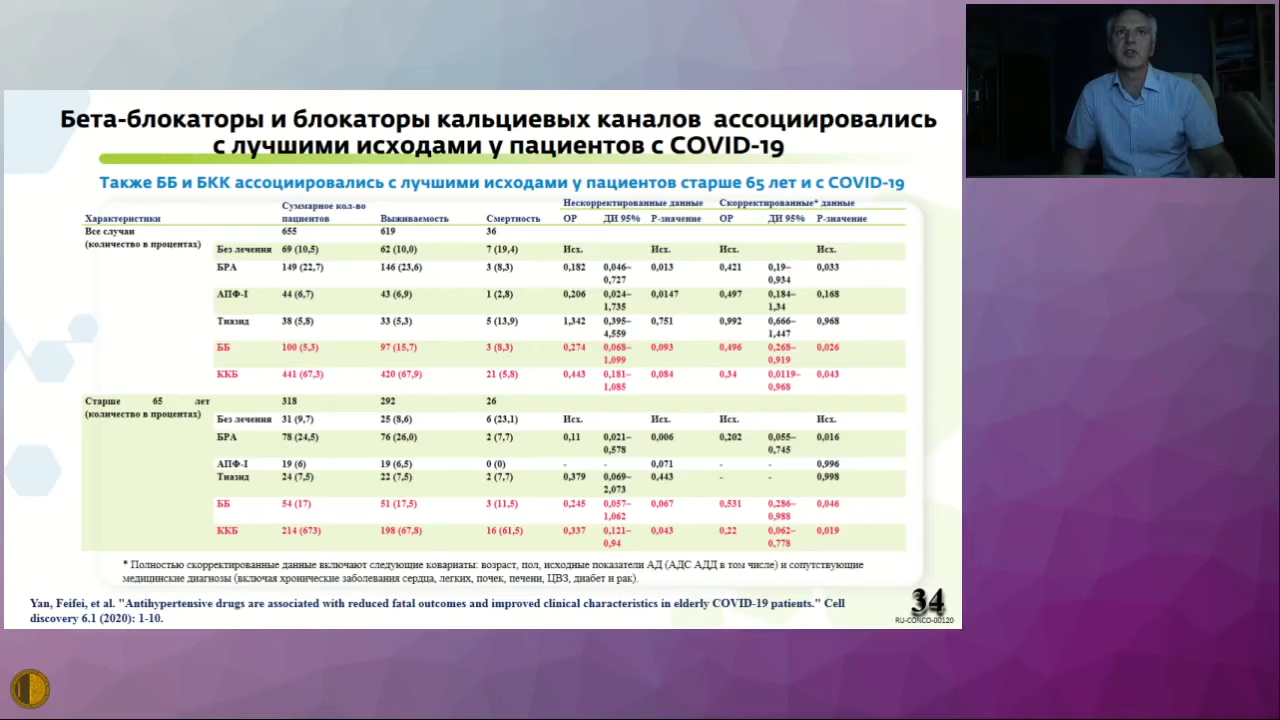 Бета-блокаторы и блокаторы кальциевых каналов ассоциировались
с лучшими исходами у пациентов с COVID-19
Также ББ и БКК ассоциировались с лучшими исходами у пациентов старше 65 лет и с COVID-19
Характеристики Суммарное кол-во пациентов Выживаемость Смертность Нескорректированные данные Скорректированные* данные
ОР ДИ 95% P-значение ОР ДИ 95% P-значение
Все случаи (количество в процентах) 655 619 36
Без лечения 69 (10,5) 62 (10,0) 7 (19,4) Исх. Исх. Исх. Исх.
БРА 149 (22,7) 146 (23,6) 3 (8,3) 0,182 0,046–0,727 0,013 0,421 0,19–0,934 0,033
АПФ-I 44 (6,7) 43 (6,9) 1 (2,8) 0,206 0,024–1,735 0,0147 0,497 0,184–1,34 0,168
Тиазид 38 (5,8) 33 (5,3) 5 (13,9) 1,342 0,395–4,559 0,751 0,992 0,666–1,447 0,968
ББ 100 (5,3) 97 (15,7) 3 (8,3) 0,274 0,068–1,099 0,093 0,496 0,268–0,919 0,026
ККБ 441 (67,3) 420 (67,9) 21 (5,8) 0,443 0,181–1,085 0,084 0,34 0,0119–0,968 0,043
Старше 65 лет (количество в процентах) 318 292 26
Без лечения 31 (9,7) 25 (8,6) 6 (23,1) Исх. Исх. Исх. Исх.
БРА 78 (24,5) 76 (26,0) 2 (7,7) 0,11 0,021–0,578 0,006 0,202 0,055–0,745 0,016
АПФ-I 19 (6) 19 (6,5) 0 (0) - - 0,071 - - 0,996
Тиазид 24 (7,5) 22 (7,5) 2 (7,7) 0,379 0,069–2,073 0,443 - - 0,998
ББ 54 (17) 51 (17,5) 3 (11,5) 0,245 0,057–1,062 0,067 0,531 0,286–0,988 0,046
ККБ 214 (673) 198 (67,8) 16 (61,5) 0,337 0,121–0,94 0,043 0,22 0,062–0,778 0,019
* Полностью скорректированные данные включают следующие ковариаты: возраст, пол, исходные показатели АД (АДС АДД в том числе) и сопутствующие
медицинские диагнозы (включая хронические заболевания сердца, легких, почек, печени, ЦВЗ, диабет и рак).
Yan, Feifei, et al. "Antihypertensive drugs are associated with reduced fatal outcomes and improved clinical characteristics in elderly COVID-19 patients." Cell
discovery 6.1 (2020): 1-10.
34
RU-CONCO-00120